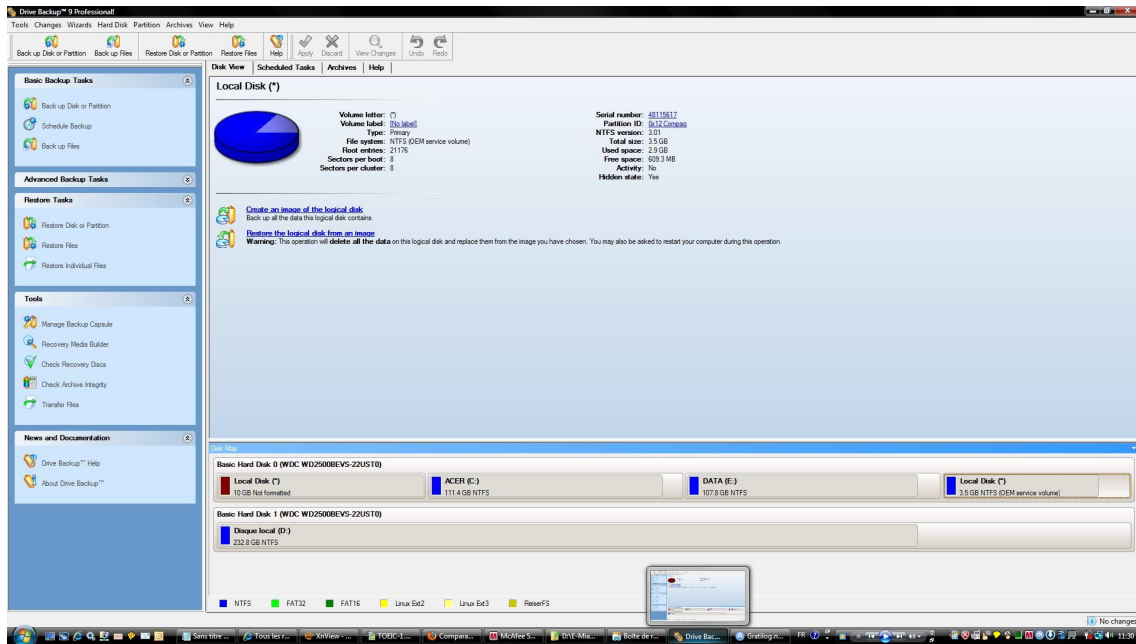 Drive Backup™ 9 Professional!
Tools Changes Wizards Hard Disk Partition Archives View Help
Back up Disk or Partition Back up Files Restore Disk or Partition Restore Files Help Apply Discard View Changes Undo Redo
Disk View Scheduled Tasks Archives Help
Basic Backup Tasks
Back up Disk or Partition
Schedule Backup
Back up Files
Advanced Backup Tasks
Restore Tasks
Restore Disk or Partition
Restore Files
Restore Individual Files
Tools
Manage Backup Capsule
Recovery Media Builder
Check Recovery Discs
Check Archive Integrity
Transfer Files
News and Documentation
Drive Backup™ Help
About Drive Backup™
Local Disk (*)
Volume letter: (*)
Volume label: [No label]
Type: Primary
File system: NTFS (OEM service volume)
Root entries: 21176
Sectors per boot: 8
Sectors per cluster: 8
Serial number: 48115617
Partition ID: 0x12 Compaq
NTFS version: 3.01
Total size: 3.5 GB
Used space: 2.9 GB
Free space: 609.3 MB
Activity: No
Hidden state: Yes
Create an image of the logical disk
Back up all the data this logical disk contains.
Restore the logical disk from an image
Warning: This operation will delete all the data on this logical disk and replace them from the image you have chosen. You may also be asked to restart your computer during this operation.
Disk Map
Basic Hard Disk 0 (WDC WD2500BEVS-22UST0)
Local Disk (*)
10 GB Not formatted
ACER (C:)
111.4 GB NTFS
DATA (E:)
107.8 GB NTFS
Local Disk (*)
3.5 GB NTFS (OEM service volume)
Basic Hard Disk 1 (WDC WD2500BEVS-22UST0)
Disque local (D:)
232.8 GB NTFS
NTFS FAT32 FAT16 Linux Ext2 Linux Ext3 ReiserFS
No changes
Sans titre ... Tous les r... XnView - ... TOEIC-1.... Compara... McAfee S... D:\E-Mia... Boîte de r... Drive Bac... Gratilog.n... FR 11:30